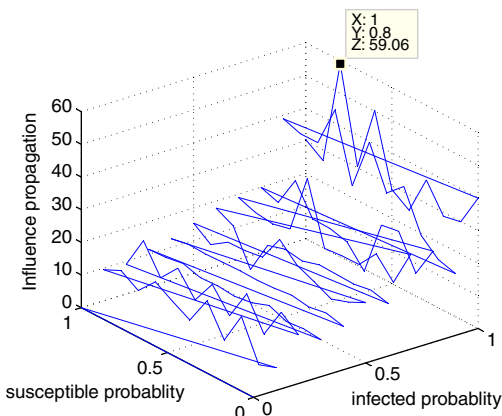 X: 1
Y: 0.8
Z: 59.06
60
50
40
30
20
10
0
Influence propagation
1
0.5
0
susceptible probablity
0
0.5
1
infected probablity